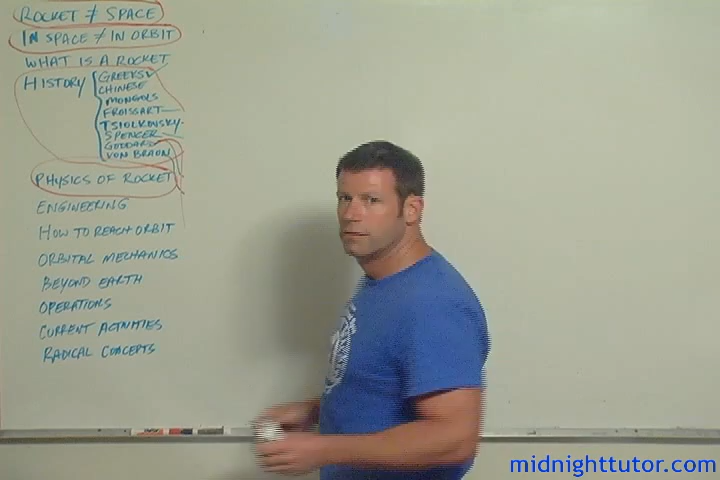 ROCKET ≠ SPACE
IN SPACE ≠ IN ORBIT
WHAT IS A ROCKET
HISTORY
GREEKS
CHINESE
MONGOLS
FROISSART
TSIOLKOVSKY
SPENCER
GODDARD
VON BRAUN
PHYSICS OF ROCKET
ENGINEERING
HOW TO REACH ORBIT
ORBITAL MECHANICS
BEYOND EARTH
OPERATIONS
CURRENT ACTIVITIES
RADICAL CONCEPTS
midnighttutor.com